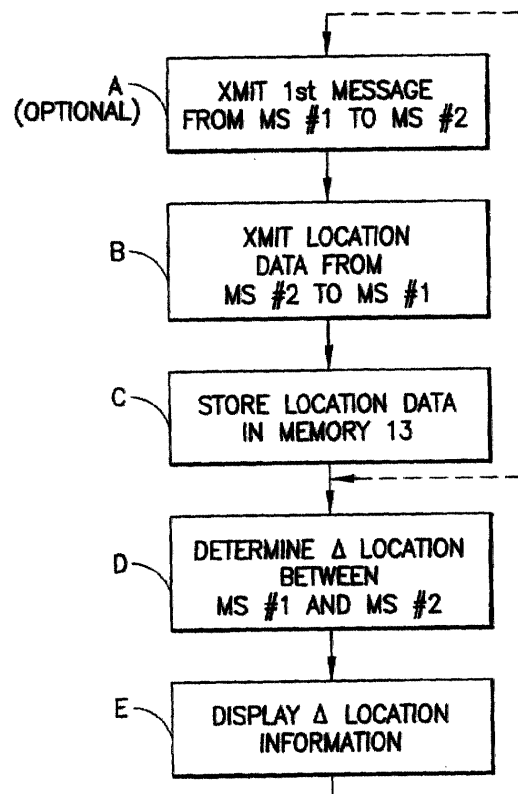 A
(OPTIONAL)
XMIT 1st MESSAGE
FROM MS #1 TO MS #2
B
XMIT LOCATION
DATA FROM
MS #2 TO MS #1
C
STORE LOCATION DATA
IN MEMORY 13
D
DETERMINE Δ LOCATION
BETWEEN
MS #1 AND MS #2
E
DISPLAY Δ LOCATION
INFORMATION